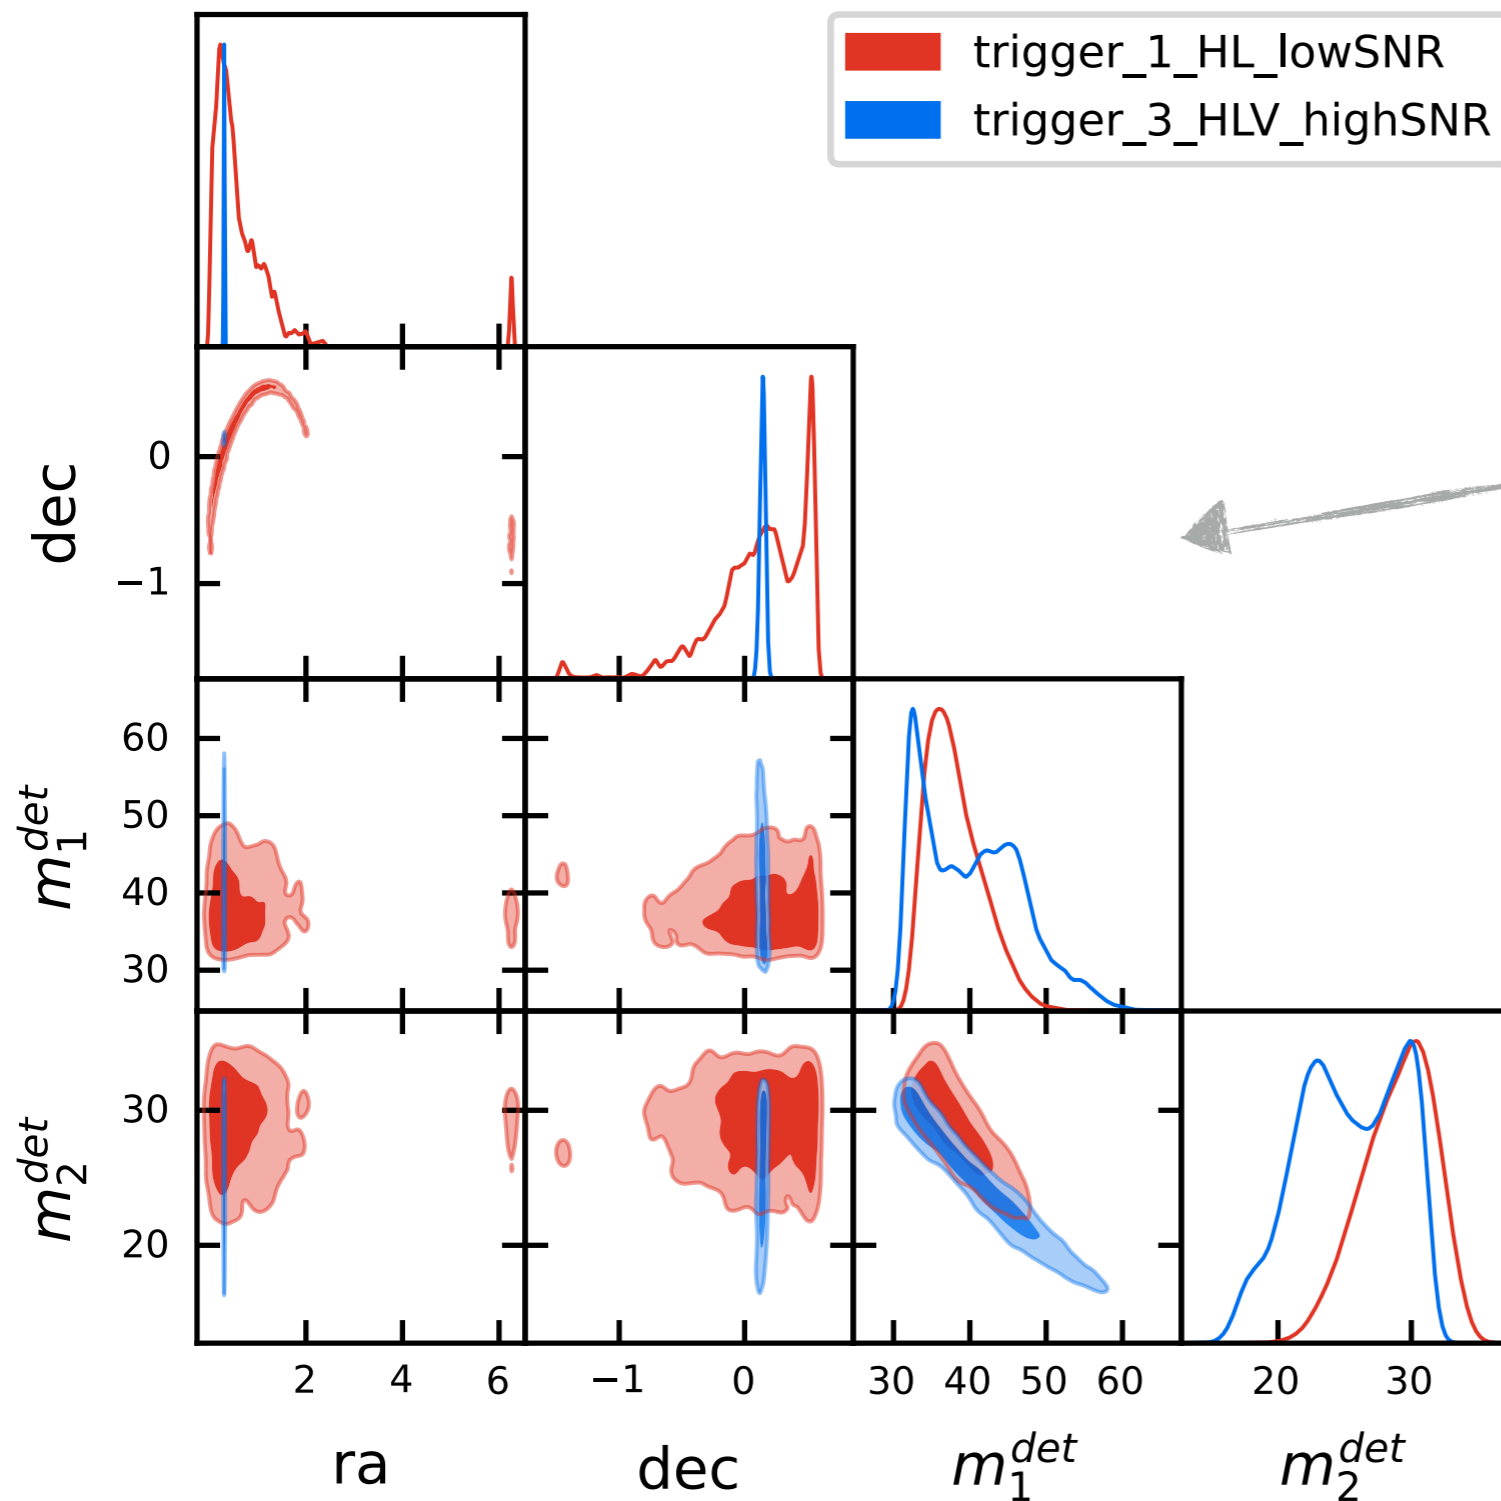 trigger_1_HL_lowSNR
trigger_3_HLV_highSNR
dec
0
−1
m₁ᵈᵉᵗ
60
50
40
30
m₂ᵈᵉᵗ
30
20
2 4 6 −1 0 30 40 50 60 20 30
ra dec m₁ᵈᵉᵗ m₂ᵈᵉᵗ